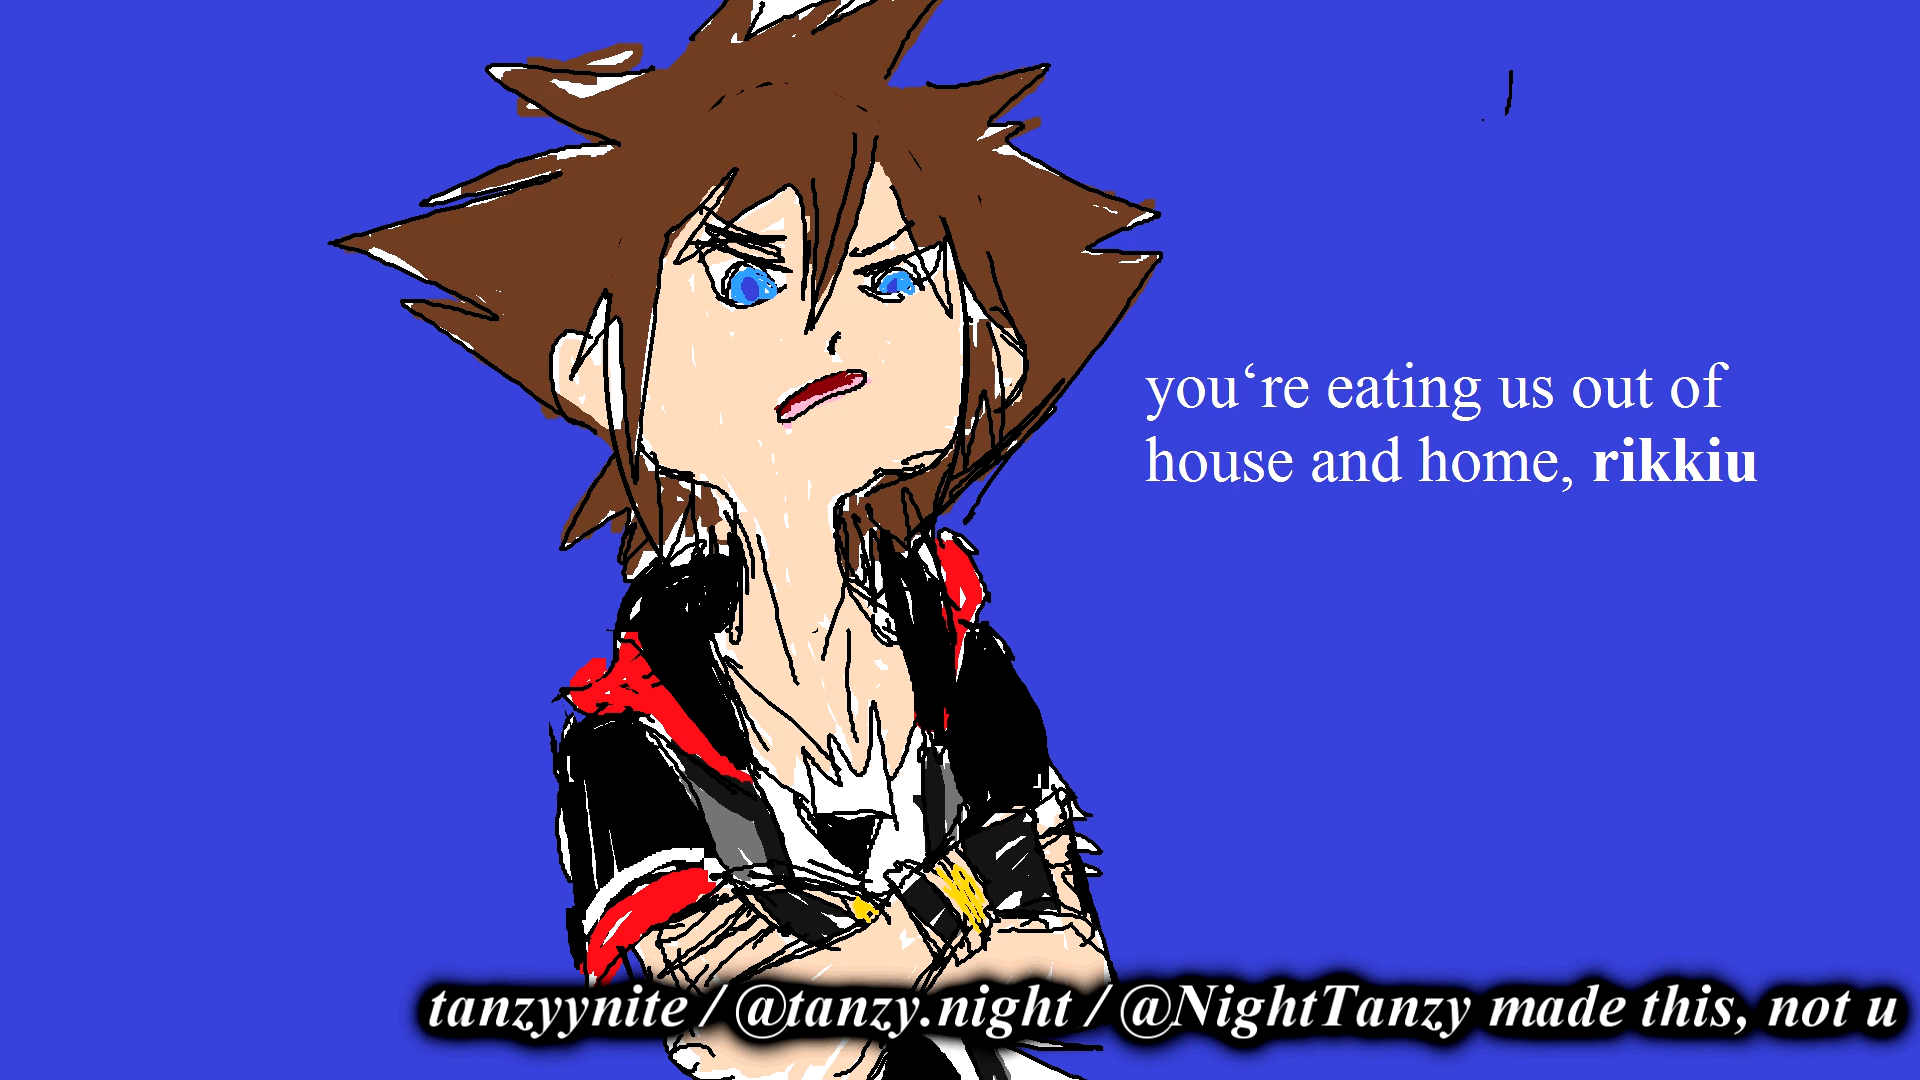 you‘re eating us out of
house and home, rikkiu
tanzyynite / @tanzy.night / @NightTanzy made this, not u